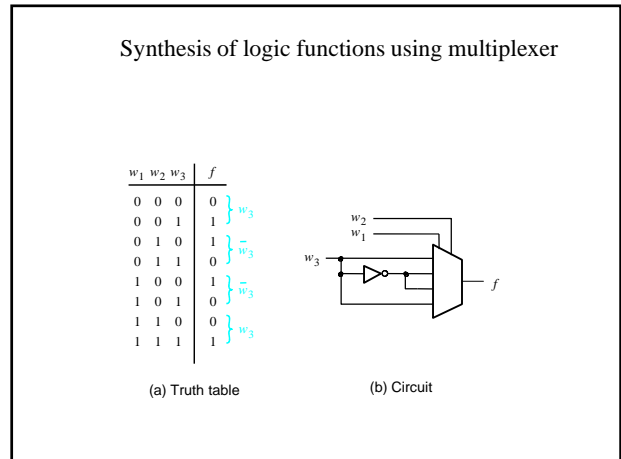 Synthesis of logic functions using multiplexer
w1 w2 w3 f
0 0 0 0
0 0 1 1
w3
0 1 0 1
0 1 1 0
w̄3
1 0 0 1
1 0 1 0
w̄3
1 1 0 0
1 1 1 1
w3
(a) Truth table
w2
w1
w3
f
(b) Circuit